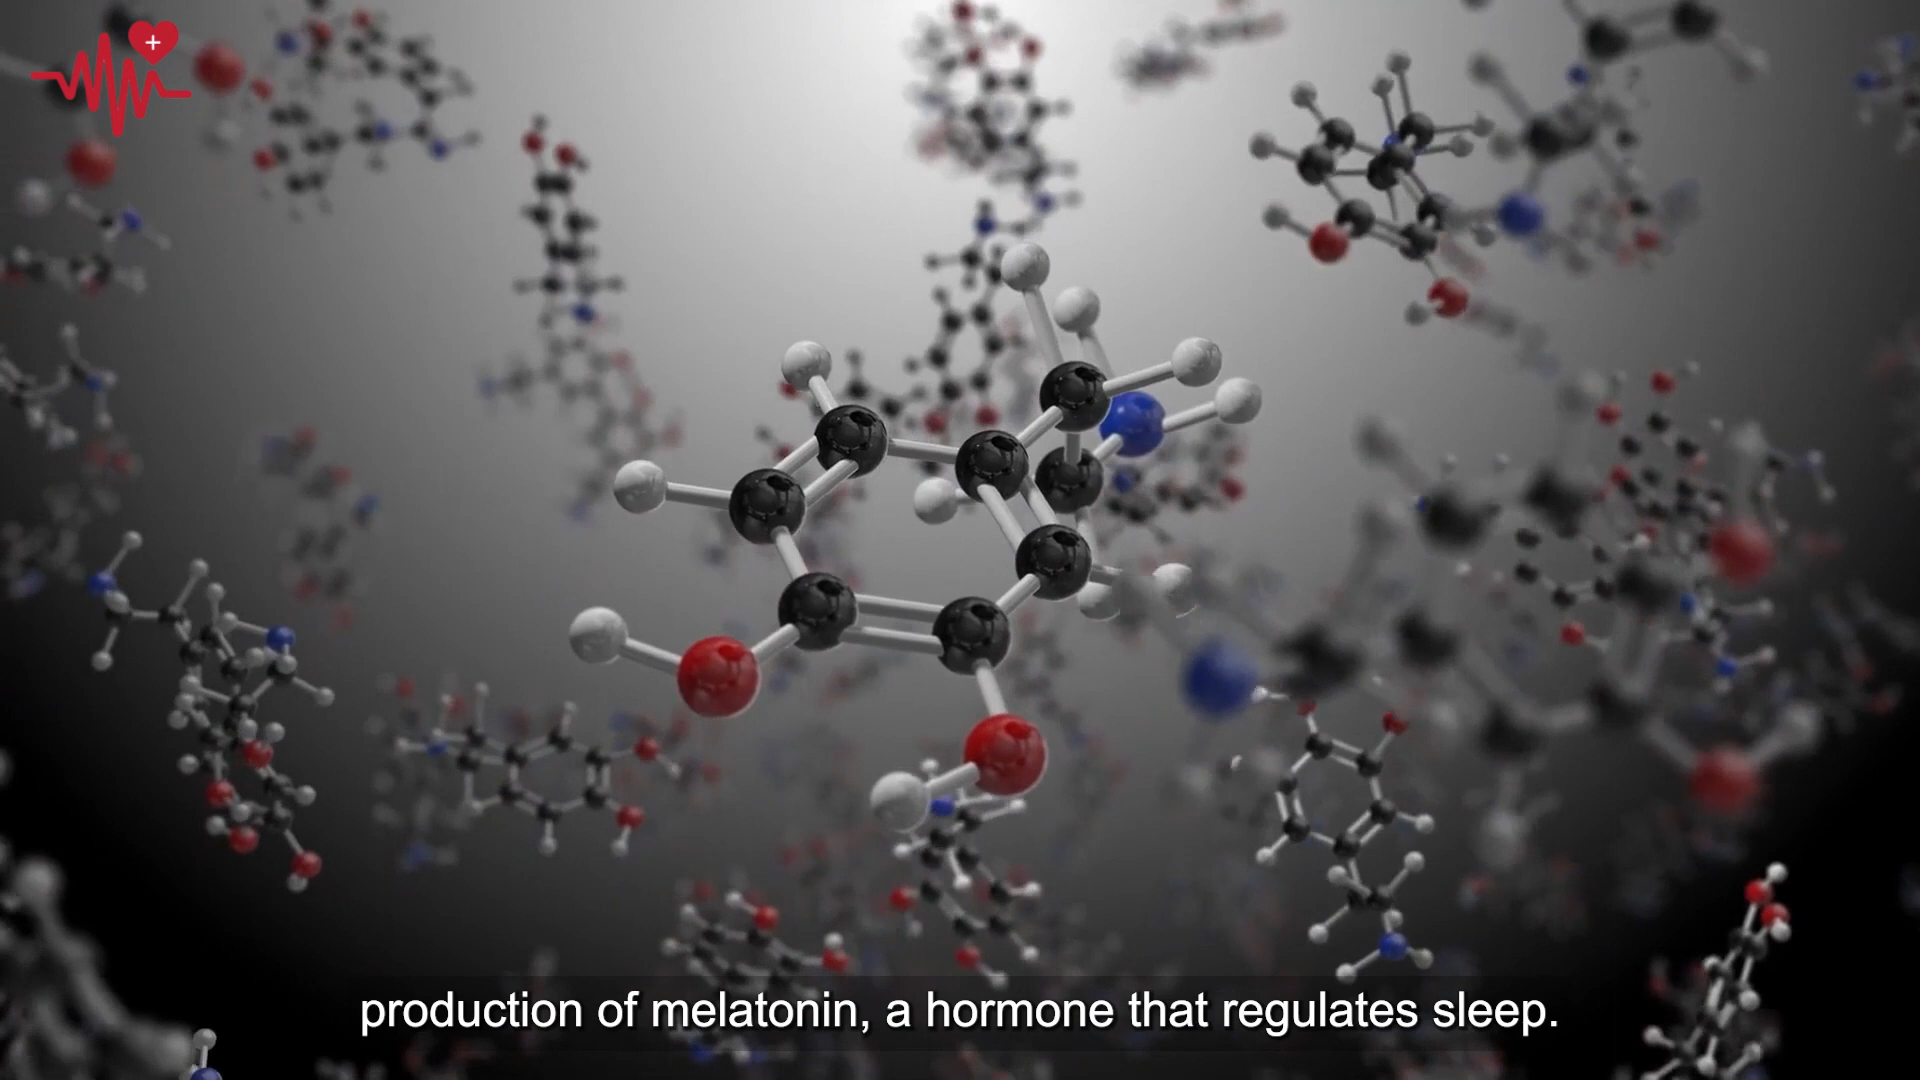 production of melatonin, a hormone that regulates sleep.